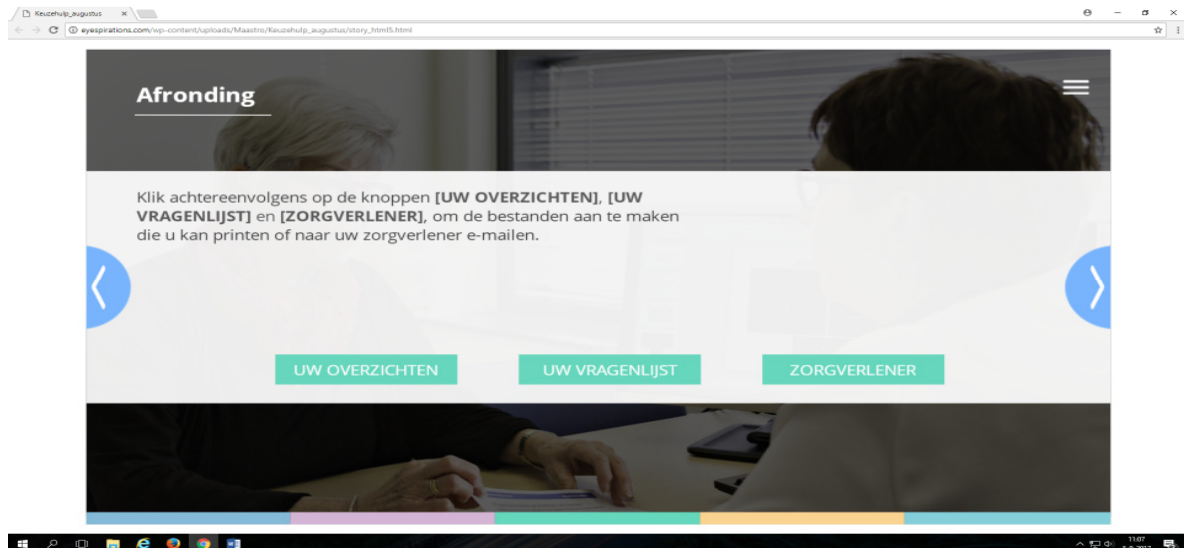 Keuzehulp_augustus
eyespirations.com/wp-content/uploads/Maastro/Keuzehulp_augustus/story_html5.html
Afronding
Klik achtereenvolgens op de knoppen [UW OVERZICHTEN], [UW
VRAGENLIJST] en [ZORGVERLENER], om de bestanden aan te maken
die u kan printen of naar uw zorgverlener e-mailen.
UW OVERZICHTEN
UW VRAGENLIJST
ZORGVERLENER
11:07